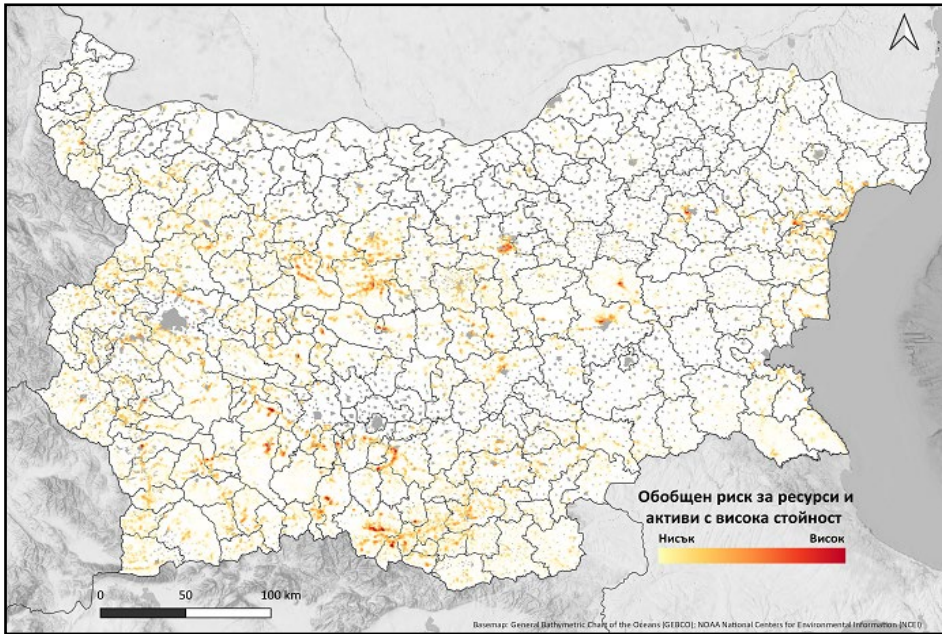 Обобщен риск за ресурси и
активи с висока стойност
Нисък Висок
0 50 100 km
Basemap: General Bathymetric Chart of the Oceans (GEBCO); NOAA National Centers for Environmental Information (NCEI)